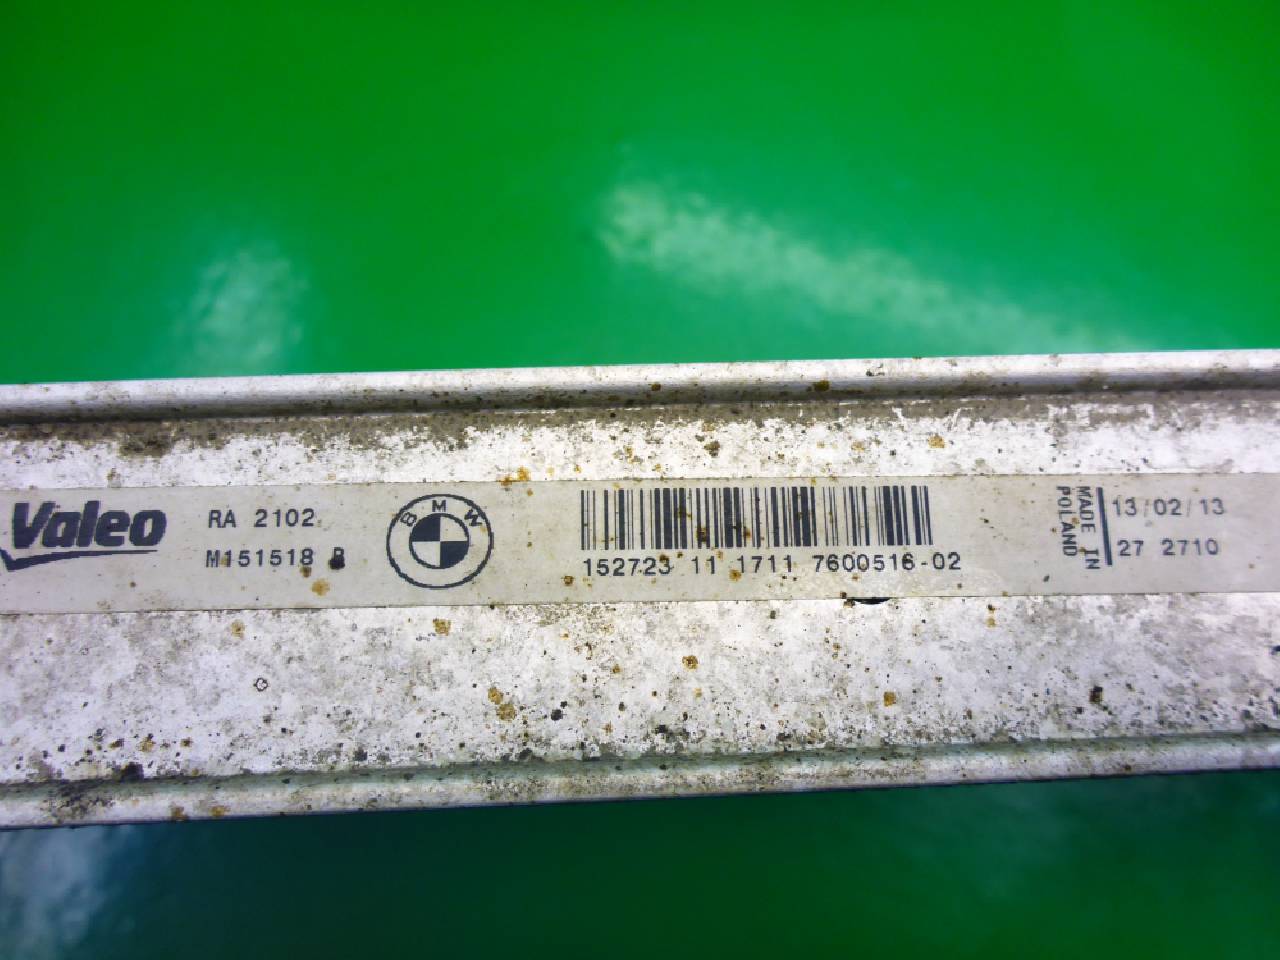 Valeo
RA 2102
M151518 B
BMW
152723 11 1711 7600516-02
MADE IN
POLAND
13/02/13
27 2710